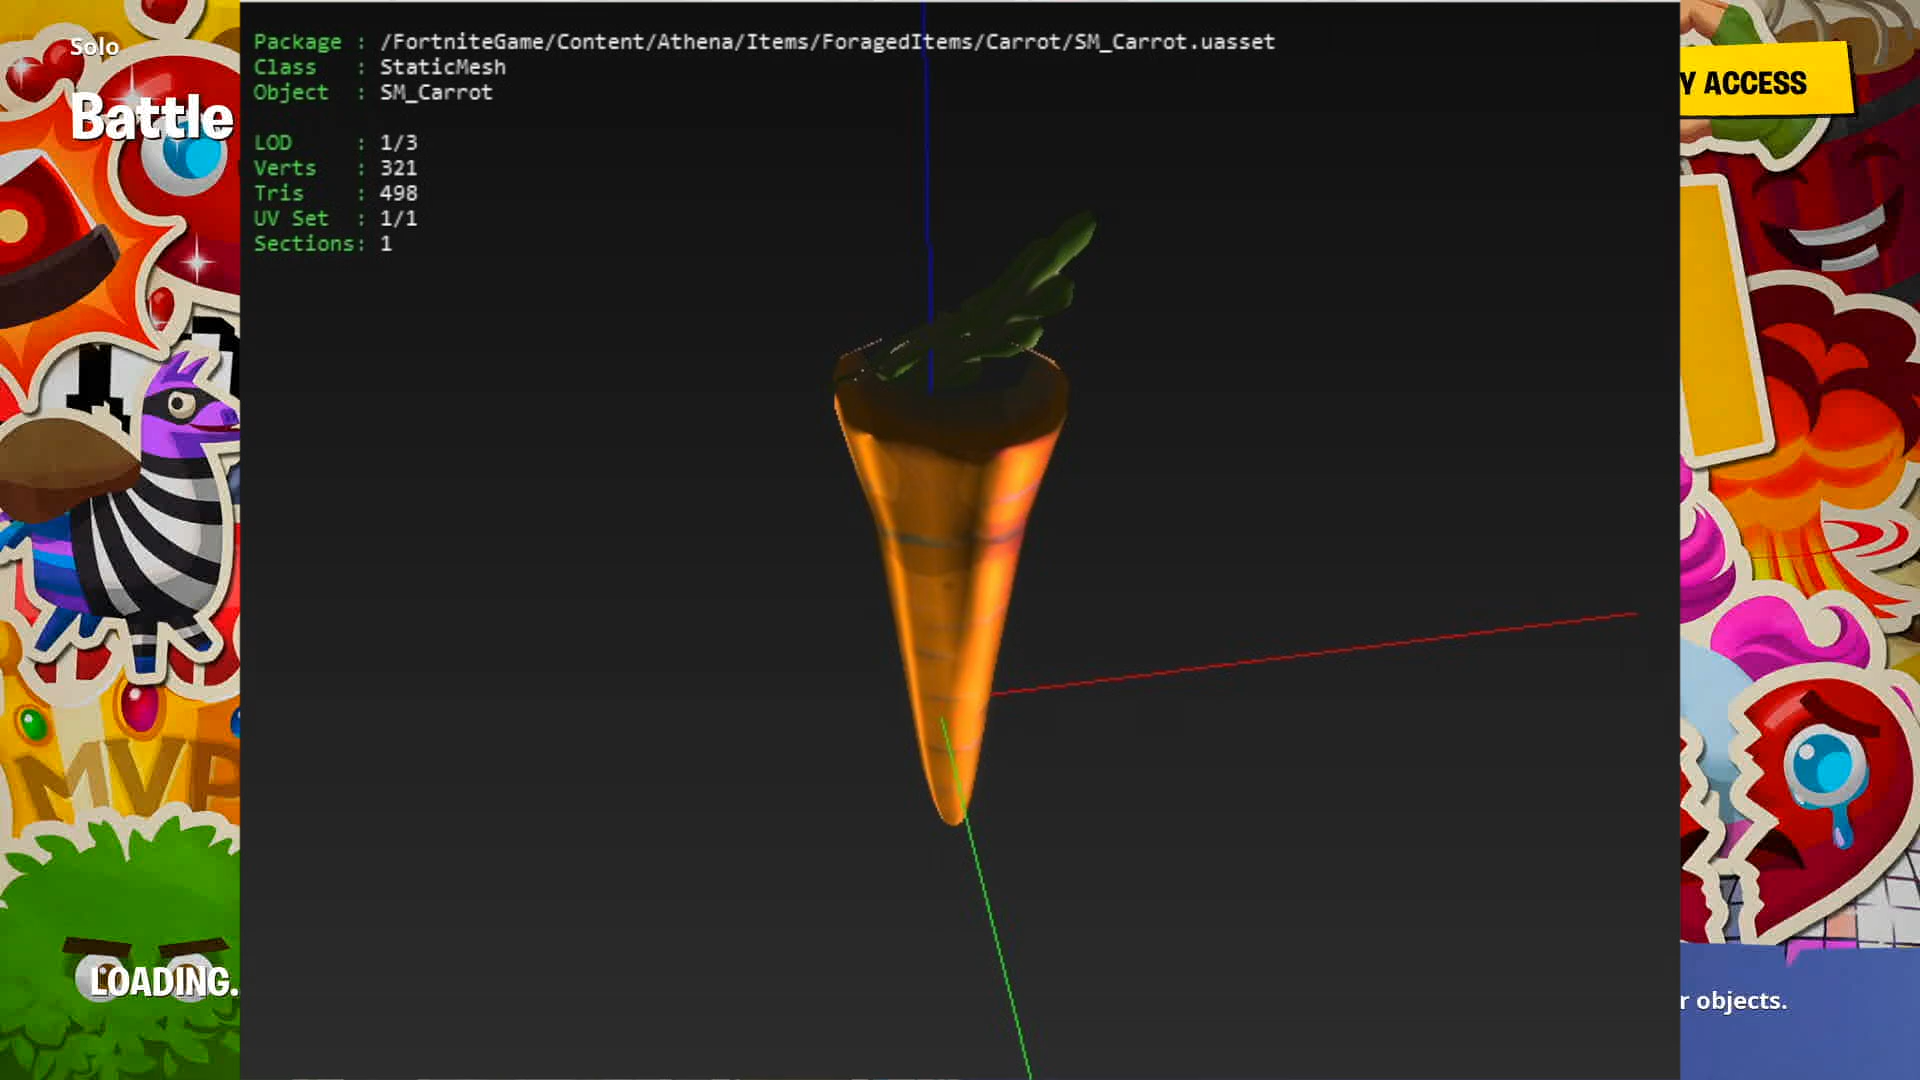 Solo
Battle
Package : /FortniteGame/Content/Athena/Items/ForagedItems/Carrot/SM_Carrot.uasset
Class : StaticMesh
Object : SM_Carrot
LOD : 1/3
Verts : 321
Tris : 498
UV Set : 1/1
Sections: 1
Y ACCESS
MVP
LOADING.
r objects.